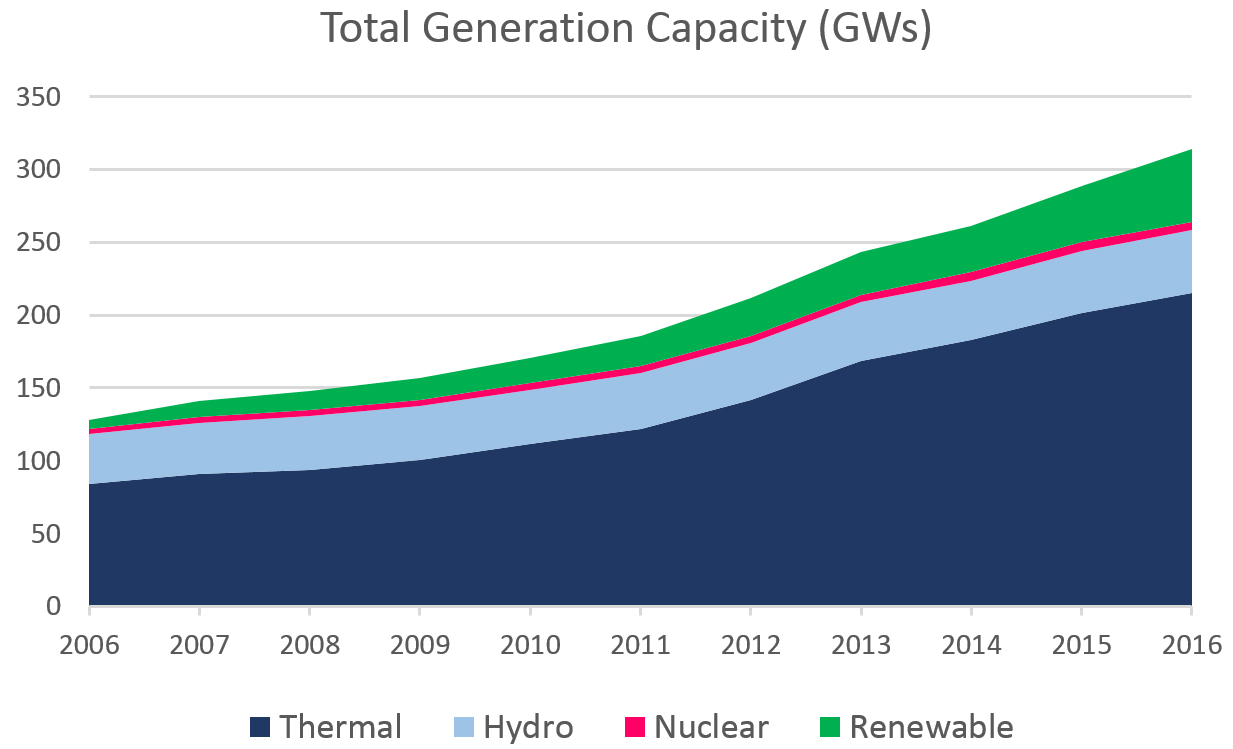 Total Generation Capacity (GWs)
350
300
250
200
150
100
50
0
2006 2007 2008 2009 2010 2011 2012 2013 2014 2015 2016
Thermal Hydro Nuclear Renewable